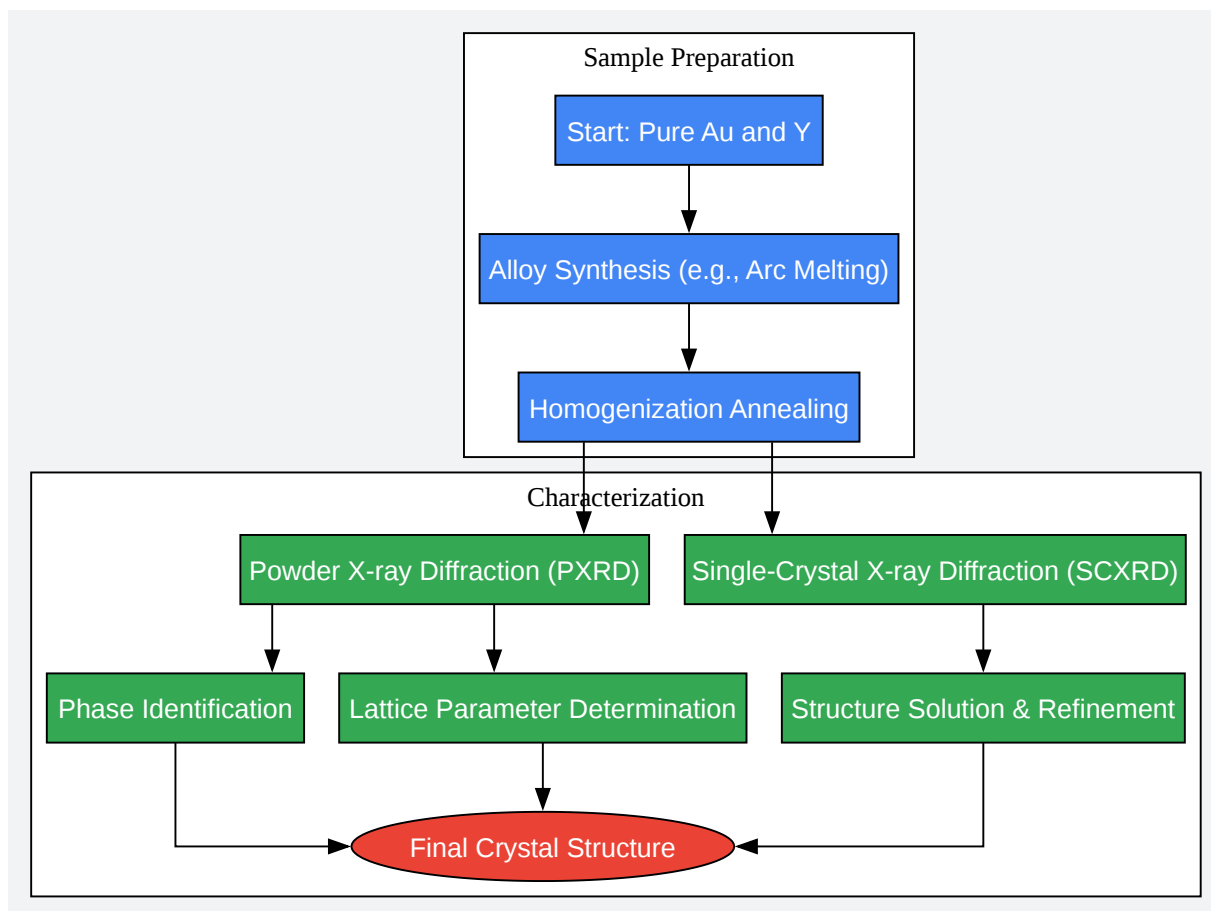 Sample Preparation
Start: Pure Au and Y
Alloy Synthesis (e.g., Arc Melting)
Homogenization Annealing
Characterization
Powder X-ray Diffraction (PXRD)
Single-Crystal X-ray Diffraction (SCXRD)
Phase Identification
Lattice Parameter Determination
Structure Solution & Refinement
Final Crystal Structure